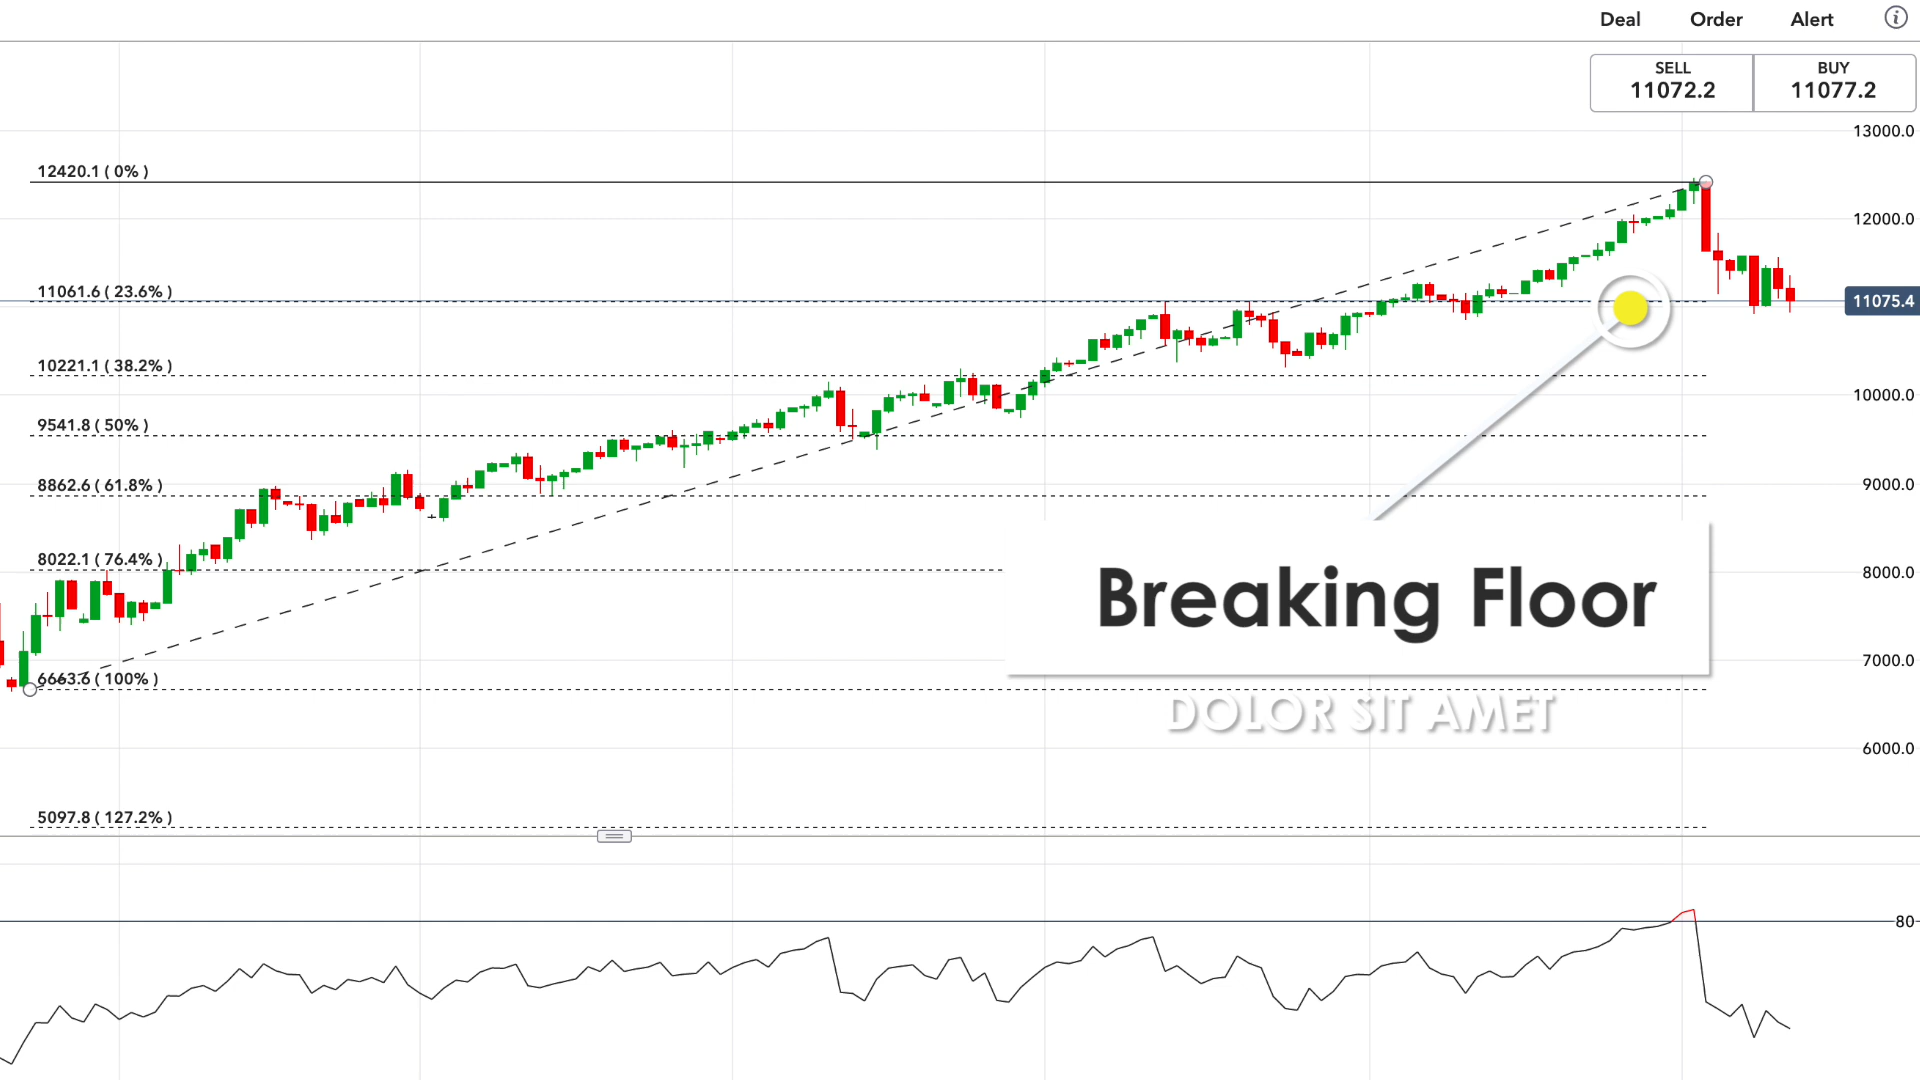 Deal Order Alert i
SELL BUY
11072.2 11077.2
13000.0
12420.1 ( 0% )
12000.0
11061.6 ( 23.6% )
11075.4
10221.1 ( 38.2% )
10000.0
9541.8 ( 50% )
8862.6 ( 61.8% )
9000.0
8022.1 ( 76.4% )
8000.0
Breaking Floor
7000.0
6663.6 ( 100% )
DOLOR SIT AMET
6000.0
5097.8 ( 127.2% )
80